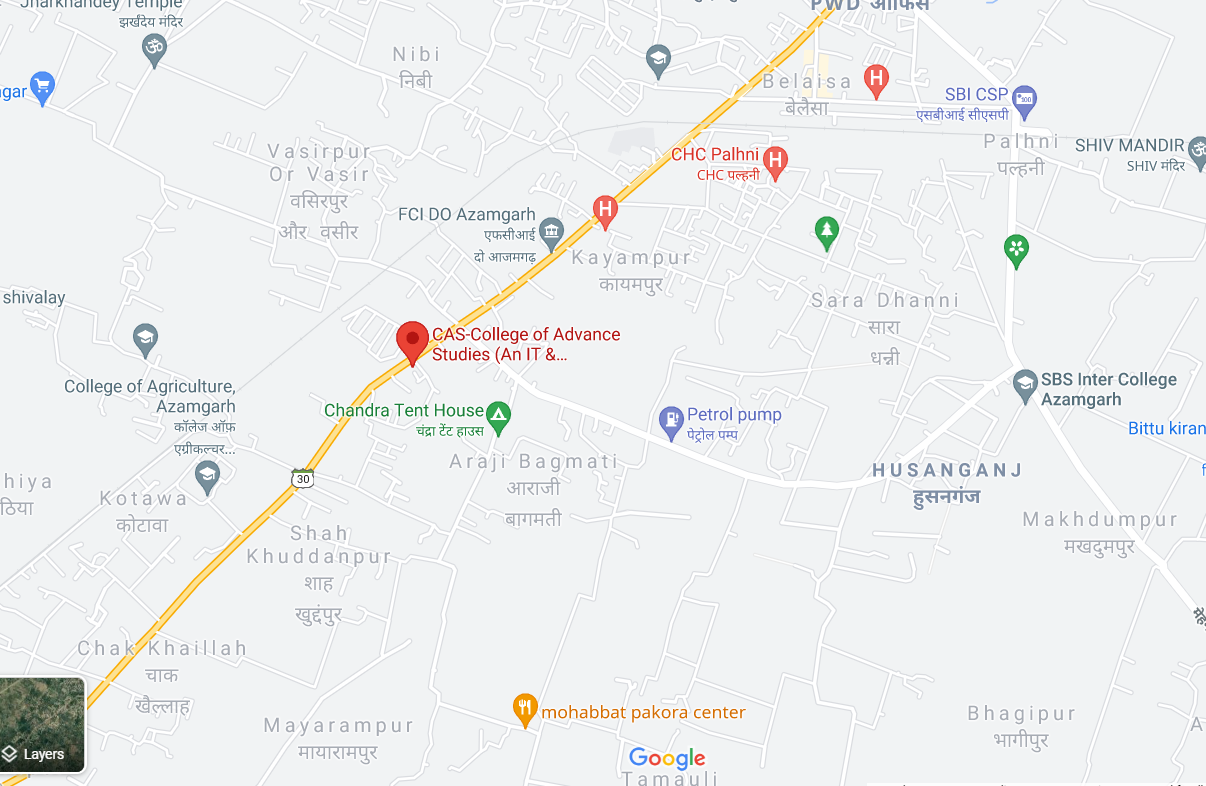 Jharkhandey Temple
झर्खंदेय मंदिर
PWD ऑफिस
Nibi
निबी
Belaisa
बेलैसा
H
SBI CSP
एसबीआई सीएसपी
Palhni
पल्हनी
SHIV MANDIR
SHIV मंदिर
gar
Vasirpur
Or Vasir
वसिरपुर
और वसीर
CHC Palhni
CHC पल्हनी
H
H
FCI DO Azamgarh
एफसीआई
दो आजमगढ़
Kayampur
कायमपुर
shivalay
Sara Dhanni
सारा
धन्नी
CAS-College of Advance
Studies (An IT &...
College of Agriculture,
Azamgarh
कॉलेज ऑफ़
एग्रीकल्चर...
Chandra Tent House
चंद्रा टेंट हाउस
Petrol pump
पेट्रोल पम्प
SBS Inter College
Azamgarh
Bittu kiran
Araji Bagmati
आराजी
बागमती
HUSANGANJ
हुसनगंज
30
hiya
ठिया
Kotawa
कोटावा
Makhdumpur
मखदुमपुर
Shah
Khuddanpur
शाह
खुद्दंपुर
Chak Khaillah
चाक
खैल्लाह
Layers
Mayarampur
मायारामपुर
mohabbat pakora center
Bhagipur
भागीपुर
Google
Tamauli